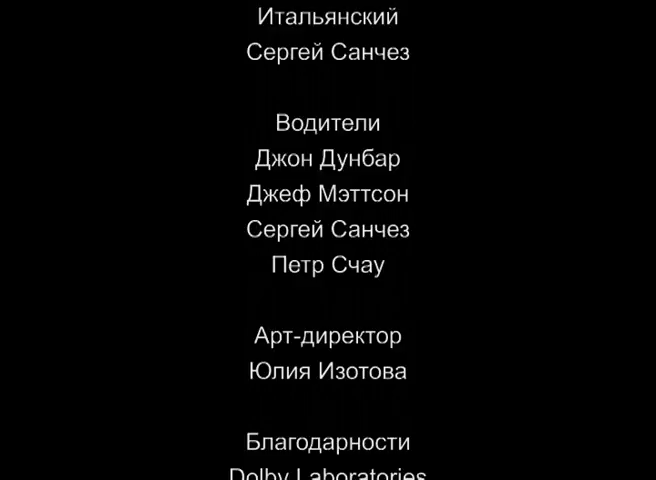 Итальянский
Сергей Санчез
Водители
Джон Дунбар
Джеф Мэттсон
Сергей Санчез
Петр Счау
Арт-директор
Юлия Изотова
Благодарности
Dolby Laboratories